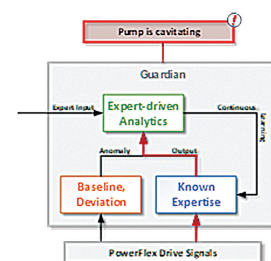 Pump is cavitating
!
Guardian
Expert Input
Expert-driven
Analytics
Continuous
Learning
Anomaly
Output
Baseline,
Deviation
Known
Expertise
PowerFlex Drive Signals